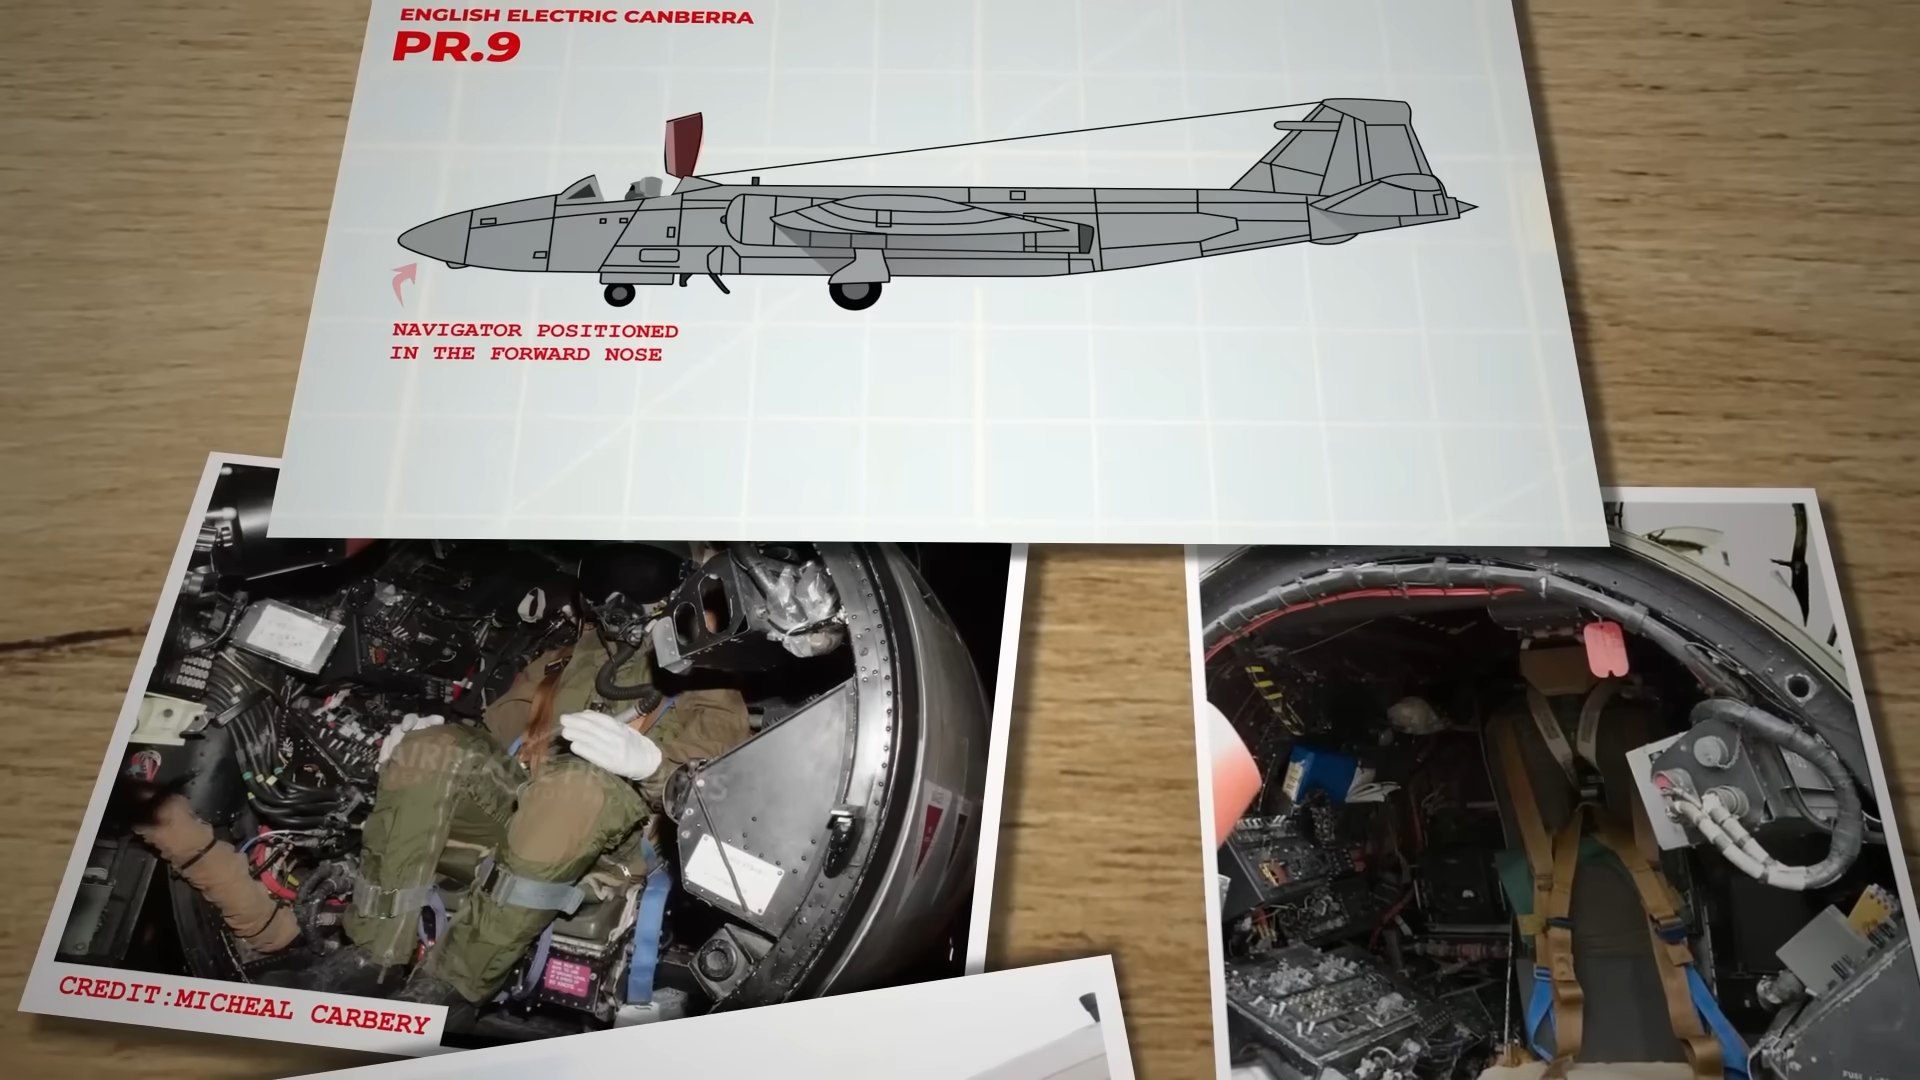 ENGLISH ELECTRIC CANBERRA
PR.9
NAVIGATOR POSITIONED
IN THE FORWARD NOSE
CREDIT:MICHEAL CARBERY